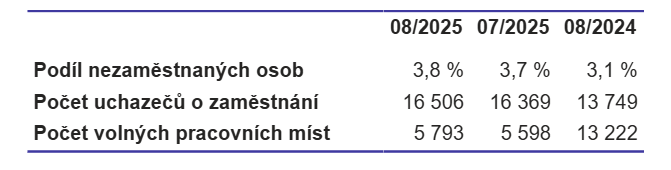 08/2025 07/2025 08/2024
Podíl nezaměstnaných osob 3,8 % 3,7 % 3,1 %
Počet uchazečů o zaměstnání 16 506 16 369 13 749
Počet volných pracovních míst 5 793 5 598 13 222